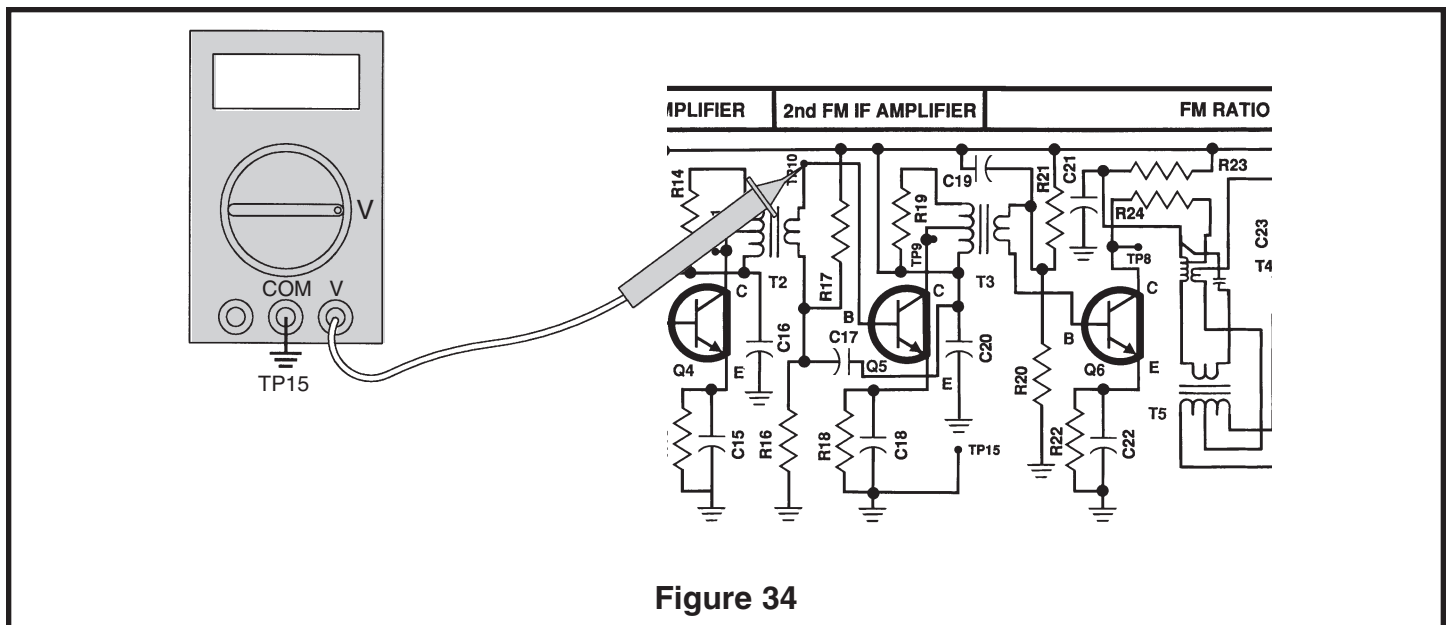 V
COM V
TP15
MPLIFIER
2nd FM IF AMPLIFIER
FM RATIO
R14
TP10
C19
R21
C21
R23
R19
R24
C23
TP9
TP8
T2
R17
T3
T4
C
C
C
B
C17
B
C16
C20
Q4
E
Q5
E
R20
Q6
E
T5
C15
R16
R18
C18
TP15
R22
C22
Figure 34